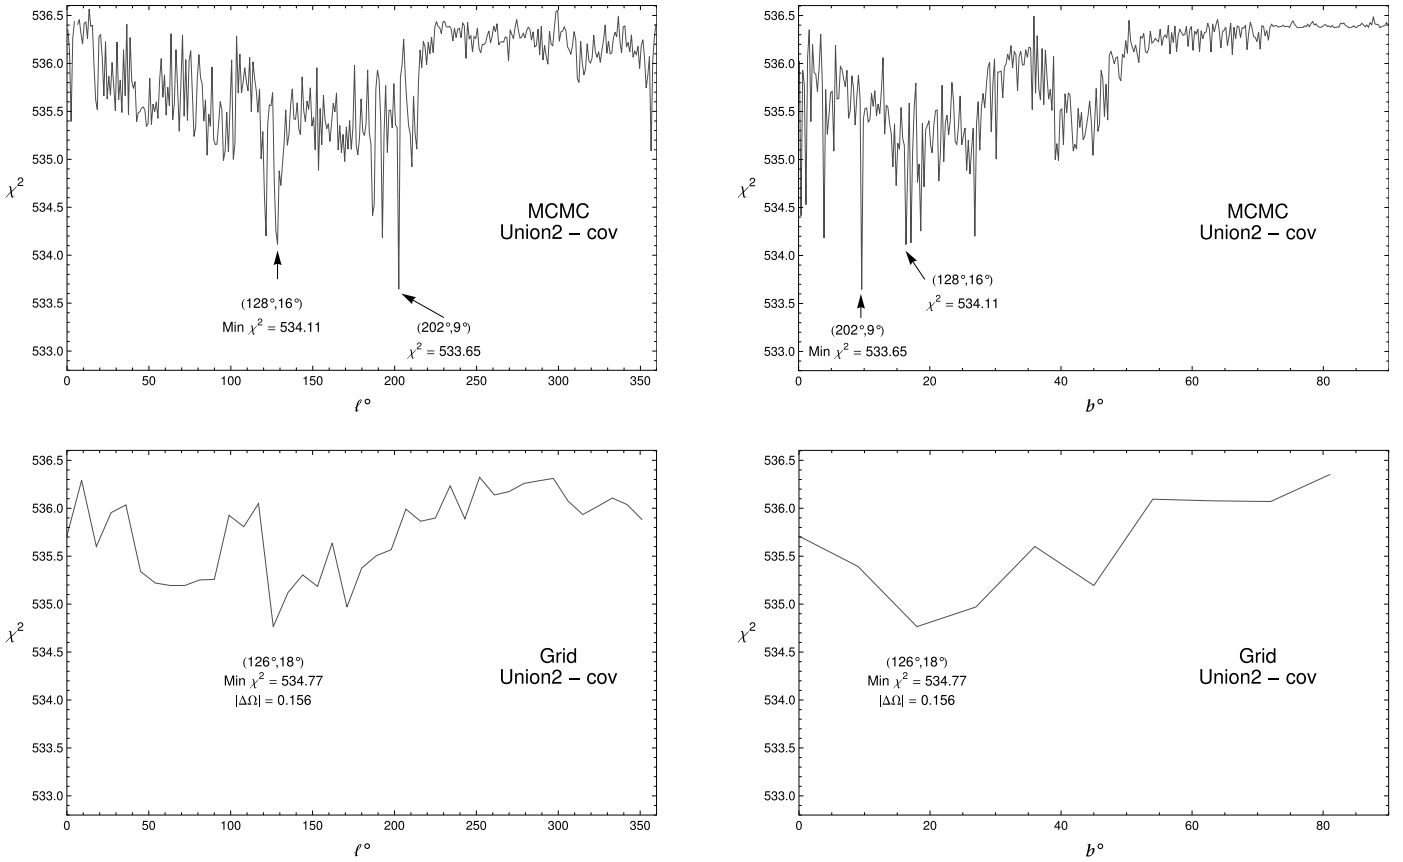 536.5
536.0
535.5
535.0
534.5
534.0
533.5
533.0
χ²
MCMC
Union2 − cov
(128°,16°)
Min χ² = 534.11
(202°,9°)
χ² = 533.65
0 50 100 150 200 250 300 350
ℓ°
536.5
536.0
535.5
535.0
534.5
534.0
533.5
533.0
χ²
MCMC
Union2 − cov
(128°,16°)
χ² = 534.11
(202°,9°)
Min χ² = 533.65
0 20 40 60 80
b°
536.5
536.0
535.5
535.0
534.5
534.0
533.5
533.0
χ²
Grid
Union2 − cov
(126°,18°)
Min χ² = 534.77
|ΔΩ| = 0.156
0 50 100 150 200 250 300 350
ℓ°
536.5
536.0
535.5
535.0
534.5
534.0
533.5
533.0
χ²
Grid
Union2 − cov
(126°,18°)
Min χ² = 534.77
|ΔΩ| = 0.156
0 20 40 60 80
b°